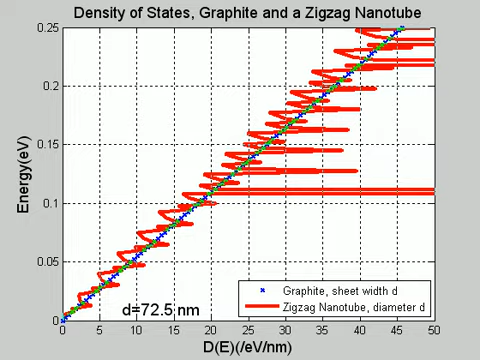 Density of States, Graphite and a Zigzag Nanotube
0.25
0.2
0.15
0.1
0.05
0
Energy(eV)
d=72.5 nm
Graphite, sheet width d
Zigzag Nanotube, diameter d
0 5 10 15 20 25 30 35 40 45 50
D(E)(/eV/nm)